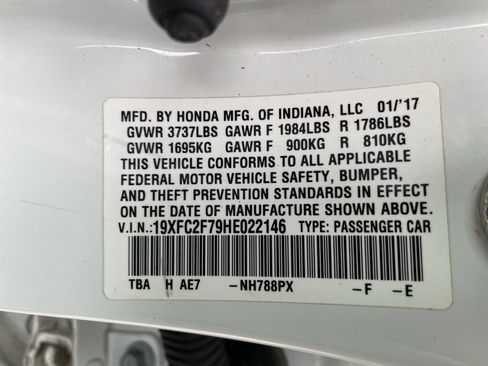 MFD. BY HONDA MFG. OF INDIANA, LLC 01/'17
GVWR 3737LBS GAWR F 1984LBS R 1786LBS
GVWR 1695KG GAWR F 900KG R 810KG
THIS VEHICLE CONFORMS TO ALL APPLICABLE
FEDERAL MOTOR VEHICLE SAFETY, BUMPER,
AND THEFT PREVENTION STANDARDS IN EFFECT
ON THE DATE OF MANUFACTURE SHOWN ABOVE.
V.I.N.:19XFC2F79HE022146 TYPE: PASSENGER CAR
TBA H AE7 -NH788PX -F -E